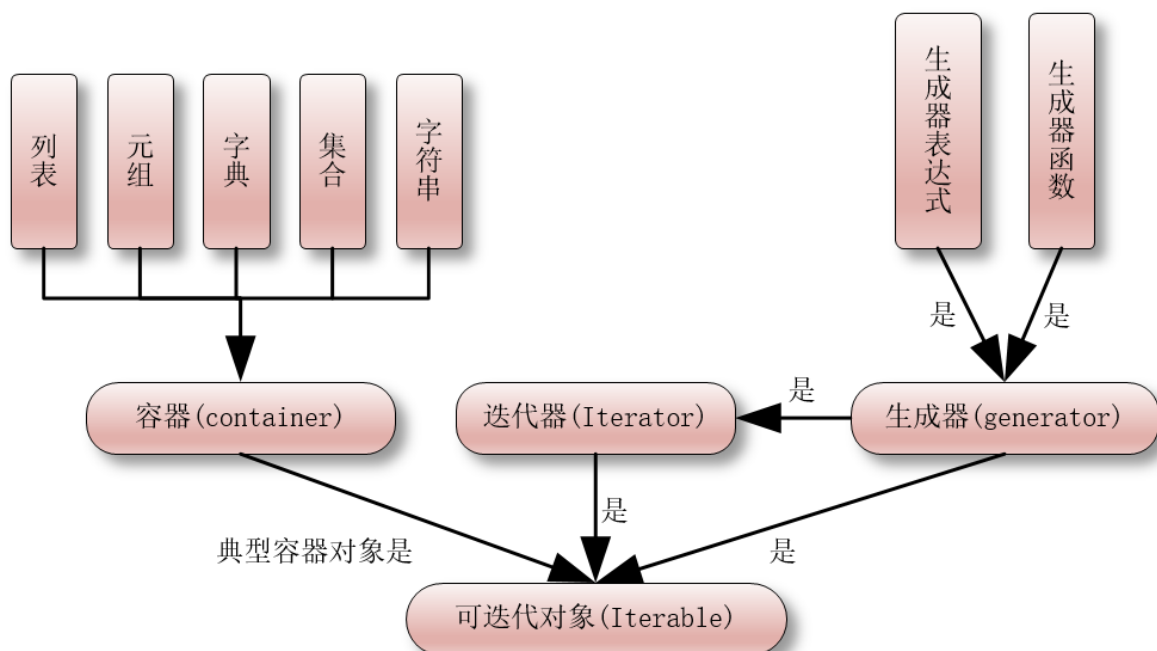 列表
元组
字典
集合
字符串
生成器表达式
生成器函数
是
是
容器(container)
迭代器(Iterator)
是
生成器(generator)
典型容器对象是
是
是
可迭代对象(Iterable)